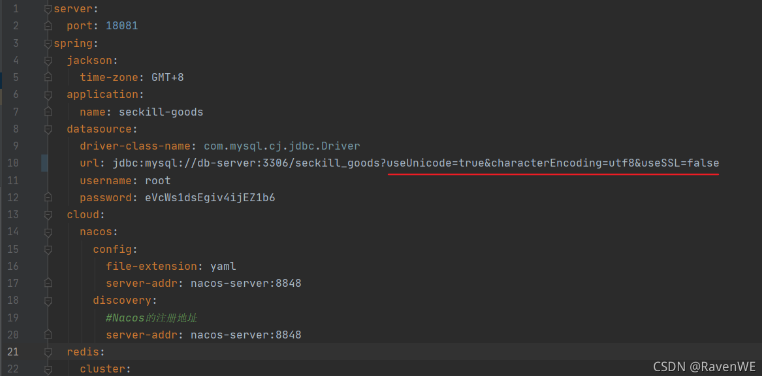 1 server:
2 port: 18081
3 spring:
4 jackson:
5 time-zone: GMT+8
6 application:
7 name: seckill-goods
8 datasource:
9 driver-class-name: com.mysql.cj.jdbc.Driver
10 url: jdbc:mysql://db-server:3306/seckill_goods?useUnicode=true&characterEncoding=utf8&useSSL=false
11 username: root
12 password: eVcWs1dsEgiv4ijEZ1b6
13 cloud:
14 nacos:
15 config:
16 file-extension: yaml
17 server-addr: nacos-server:8848
18 discovery:
19 #Nacos的注册地址
20 server-addr: nacos-server:8848
21 redis:
22 cluster:
CSDN @RavenWE